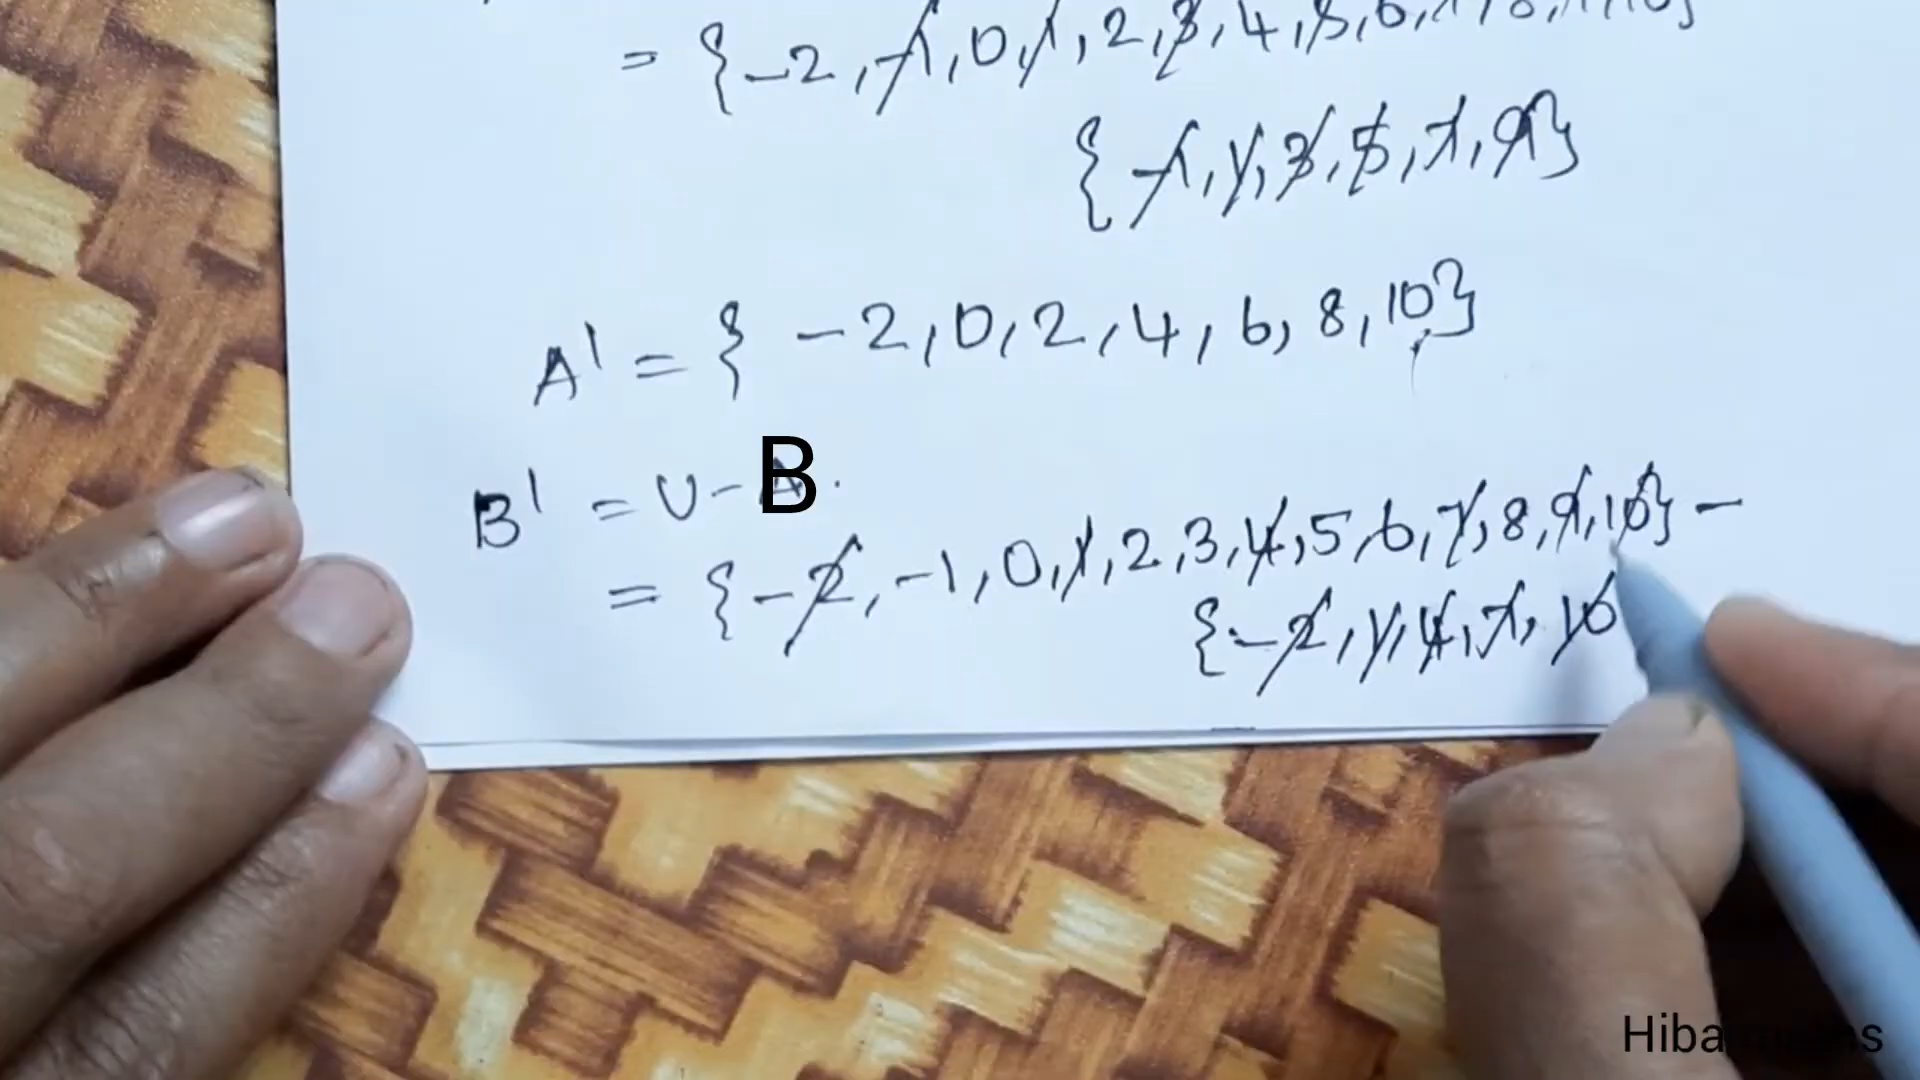 = {-2, -1, 0, 1, 2, 3, 4, 5, 6, 7, 8, 9, 10}
{-1, 1, 3, 5, 7, 9}
A' = { -2, 0, 2, 4, 6, 8, 10}
B' = U - B
= {-2, -1, 0, 1, 2, 3, 4, 5, 6, 7, 8, 9, 10} -
{-2, 1, 4, 7, 10